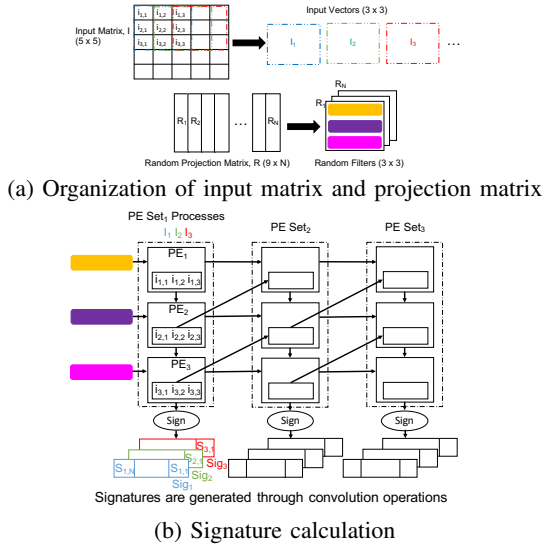 Input Matrix, I
(5 x 5)
i1,1 i1,2 i1,3
i2,1 i2,2 i2,3
i3,1 i3,2 i3,3
Input Vectors (3 x 3)
I1 I2 I3 ...
R1 R2 ... RN
Random Projection Matrix, R (9 x N)
RN
R1
Random Filters (3 x 3)
(a) Organization of input matrix and projection matrix
PE Set1 Processes
I1 I2 I3
PE Set2
PE Set3
PE1
i1,1 i1,2 i1,3
PE2
i2,1 i2,2 i2,3
PE3
i3,1 i3,2 i3,3
Sign Sign Sign
S3,1
S2,1 Sig3
S1,N S1,1 Sig2
Sig1
Signatures are generated through convolution operations
(b) Signature calculation